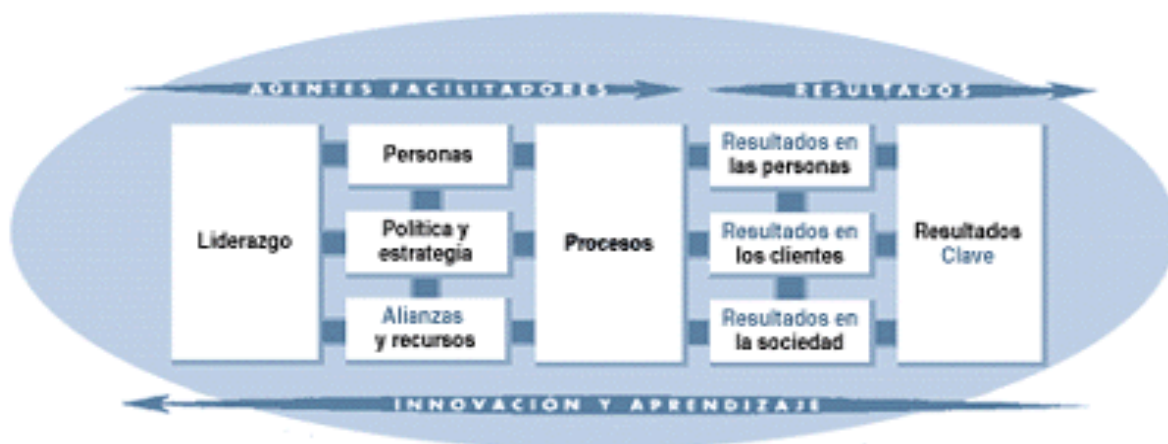 AGENTES FACILITADORES
RESULTADOS
Liderazgo
Personas
Política y
estrategia
Alianzas
y recursos
Procesos
Resultados en
las personas
Resultados en
los clientes
Resultados en
la sociedad
Resultados
Clave
INNOVACIÓN Y APRENDIZAJE